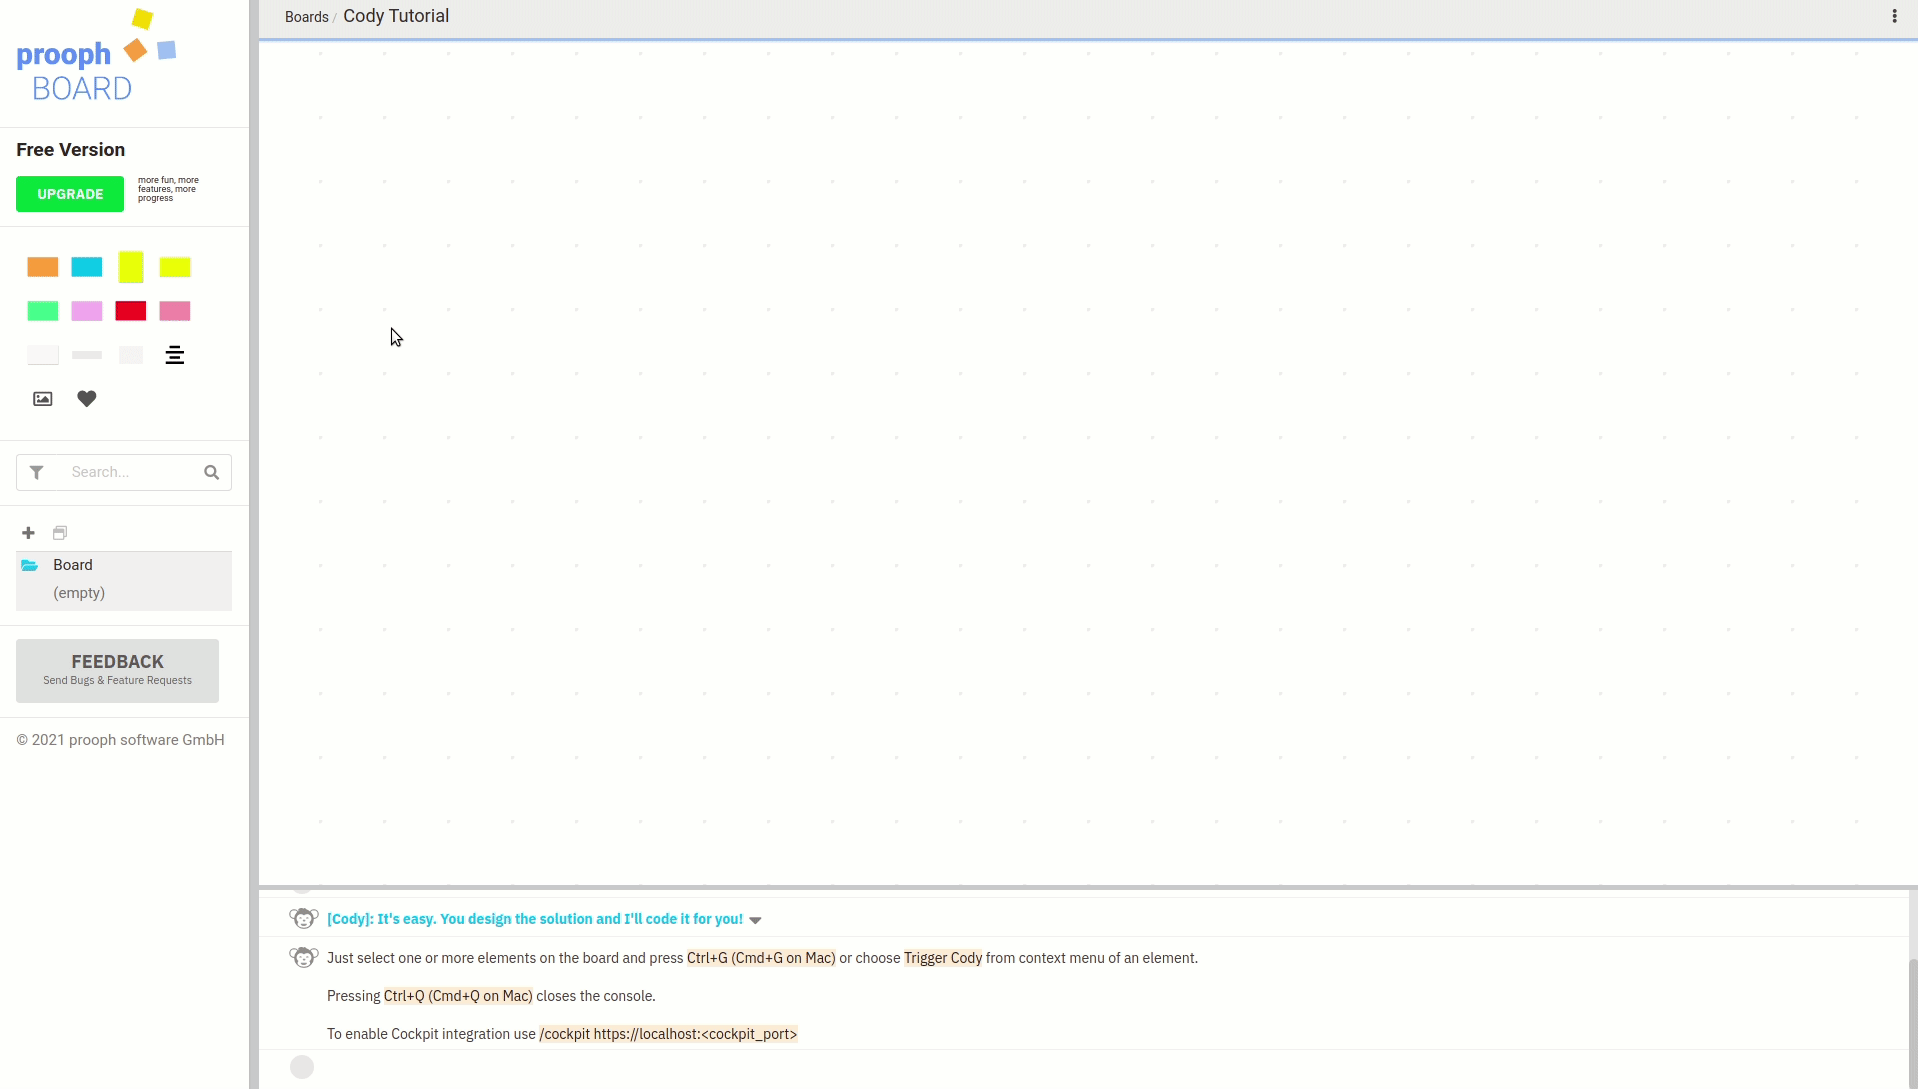 prooph
BOARD
Free Version
UPGRADE
more fun, more
features, more
progress
Search...
Board
(empty)
FEEDBACK
Send Bugs & Feature Requests
© 2021 prooph software GmbH
Boards / Cody Tutorial
[Cody]: It's easy. You design the solution and I'll code it for you!
Just select one or more elements on the board and press Ctrl+G (Cmd+G on Mac) or choose Trigger Cody from context menu of an element.
Pressing Ctrl+Q (Cmd+Q on Mac) closes the console.
To enable Cockpit integration use /cockpit https://localhost:<cockpit_port>